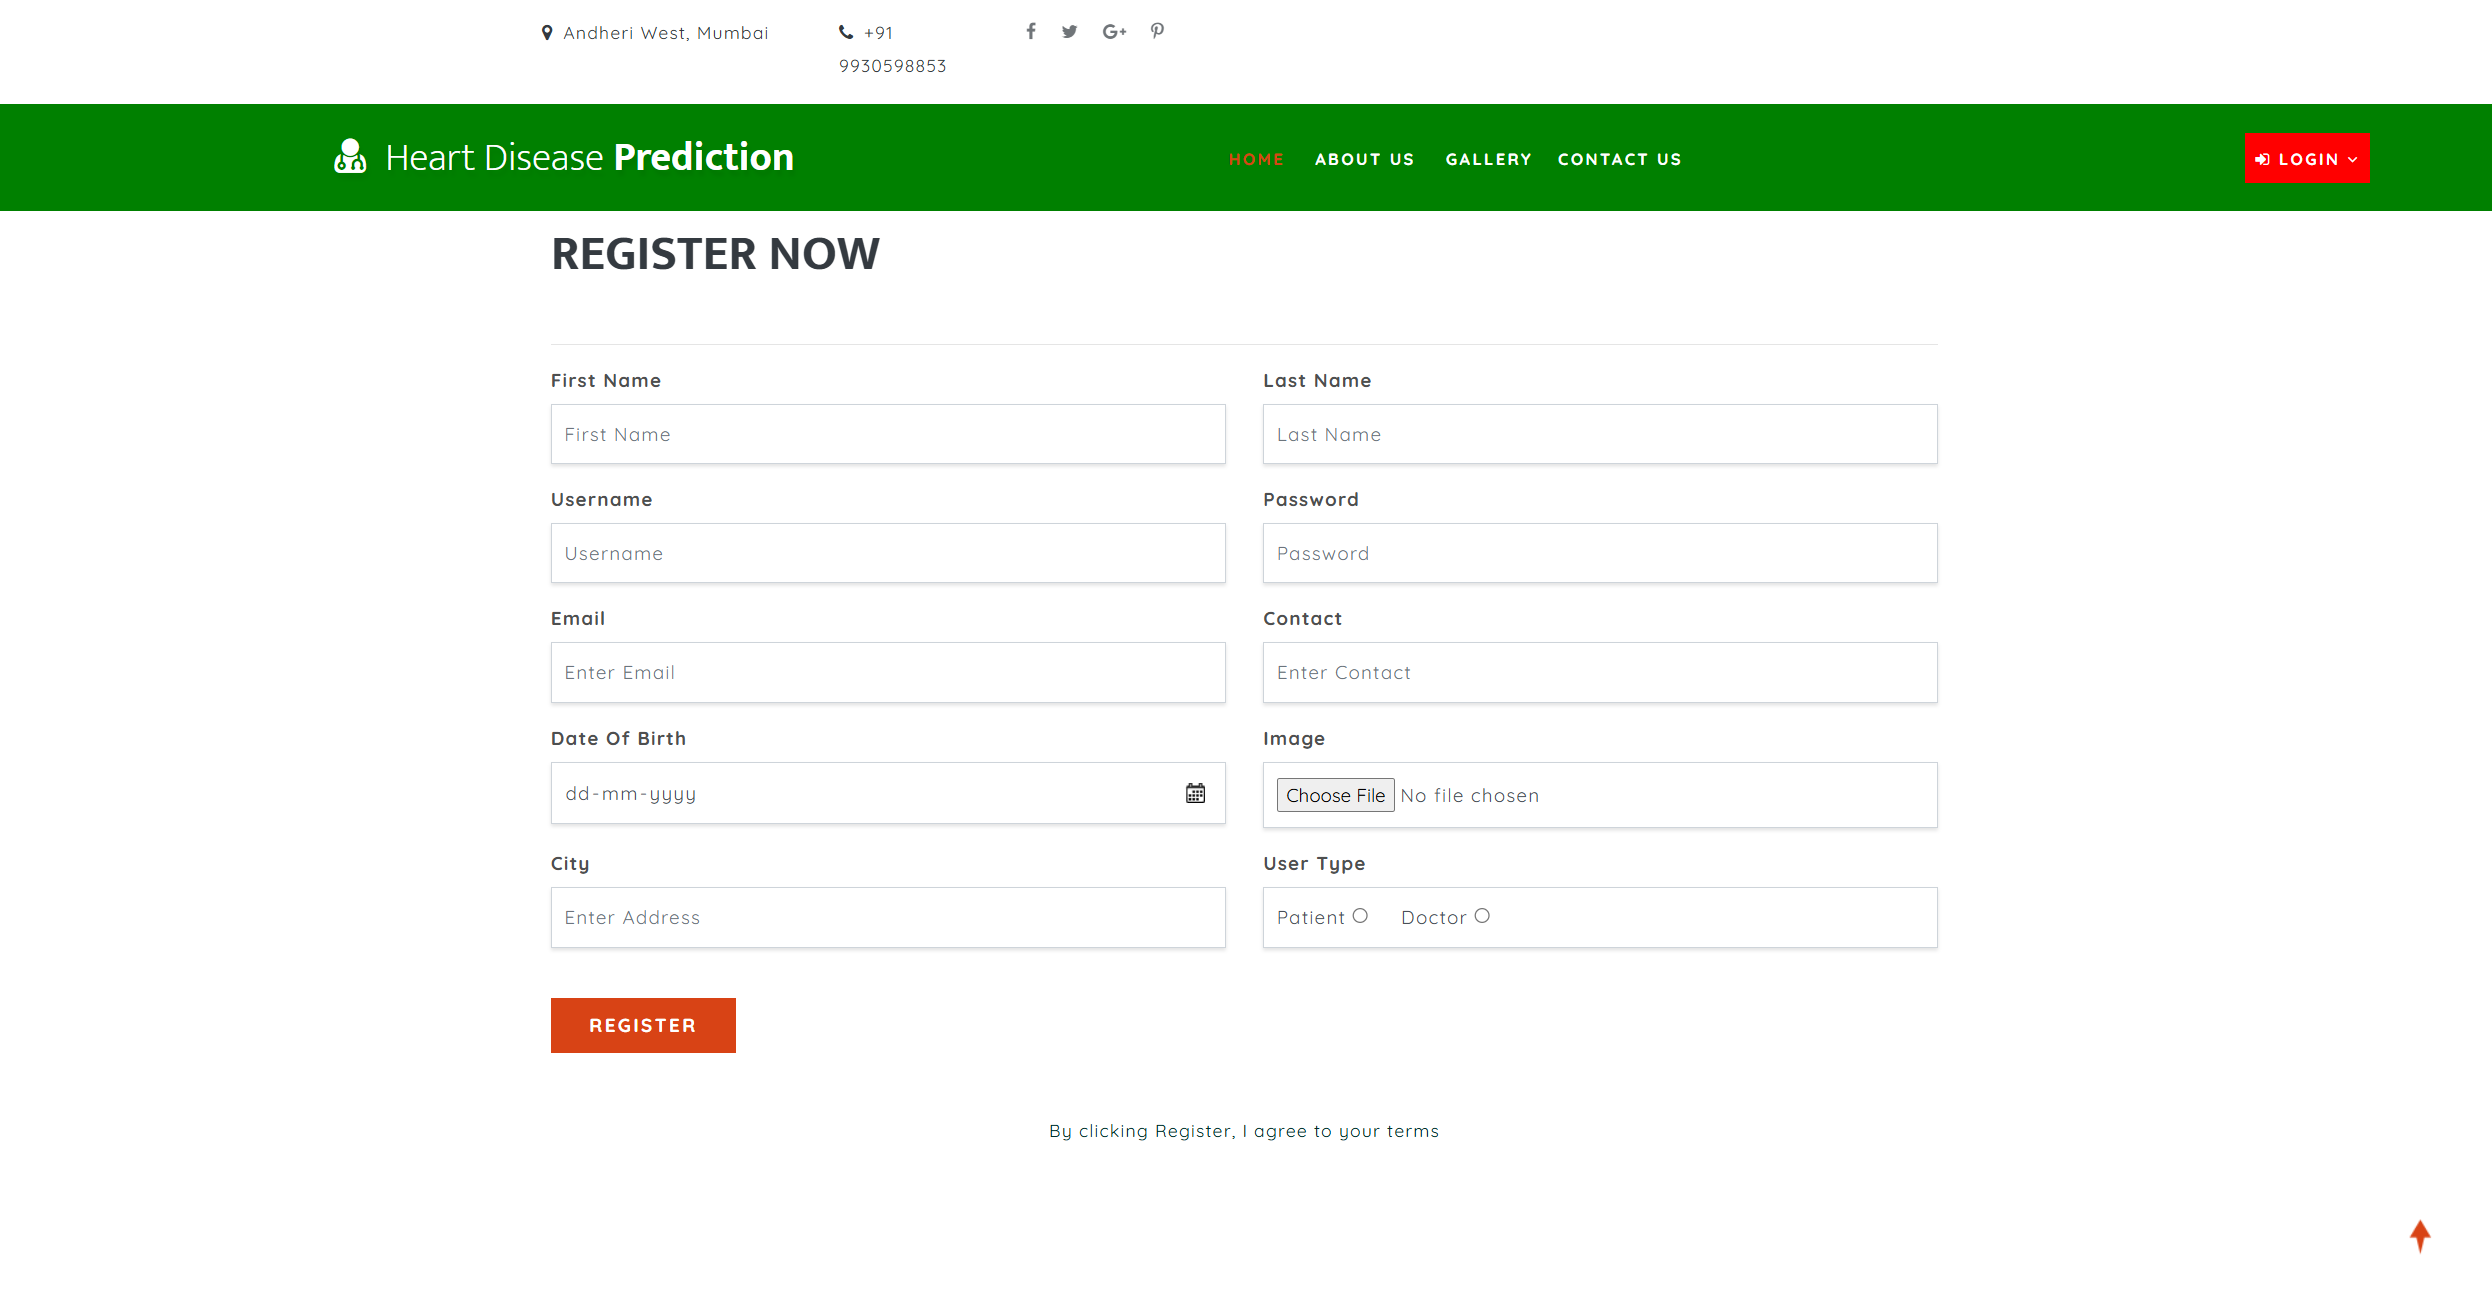 Andheri West, Mumbai
+91
9930598853
Heart Disease Prediction
HOME ABOUT US GALLERY CONTACT US
LOGIN
REGISTER NOW
First Name Last Name
First Name Last Name
Username Password
Username Password
Email Contact
Enter Email Enter Contact
Date Of Birth Image
dd-mm-yyyy Choose File No file chosen
City User Type
Enter Address Patient Doctor
REGISTER
By clicking Register, I agree to your terms